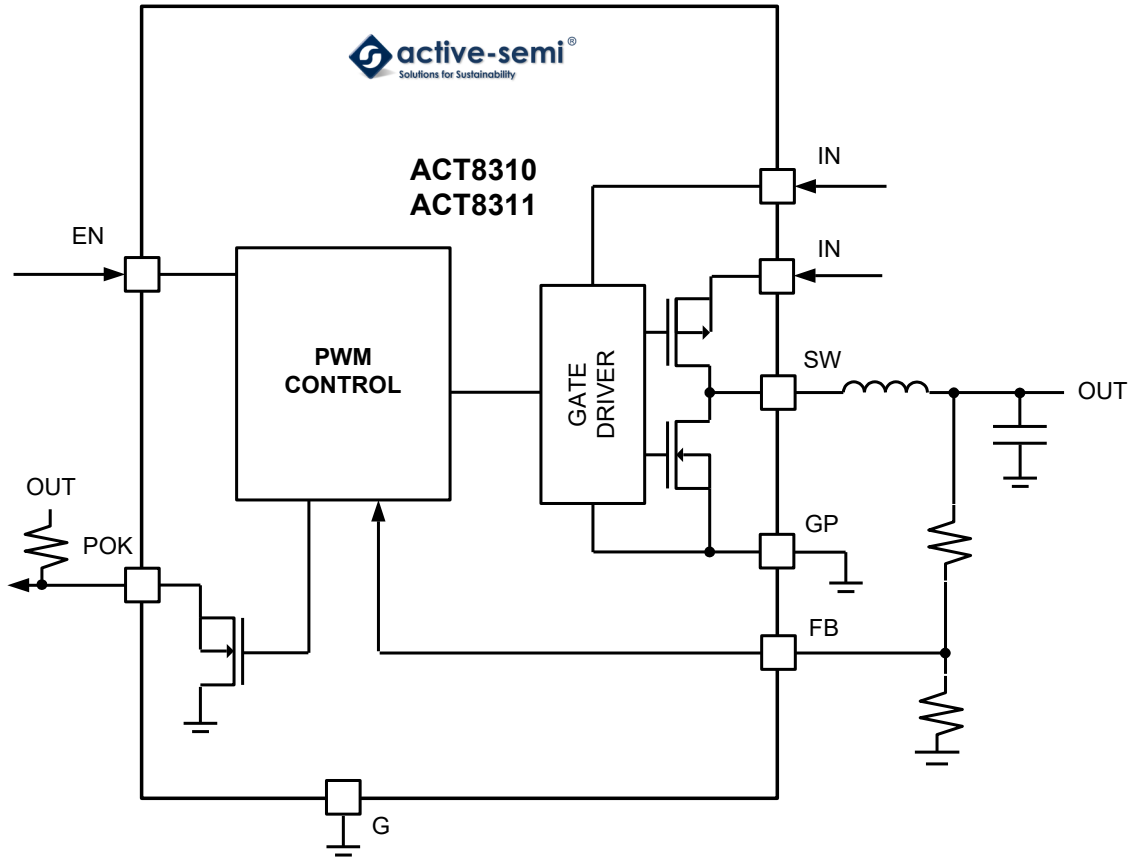 active-semi®
Solutions for Sustainability
ACT8310
ACT8311
IN
EN
IN
PWM
CONTROL
GATE
DRIVER
SW
OUT
OUT
POK
GP
FB
G